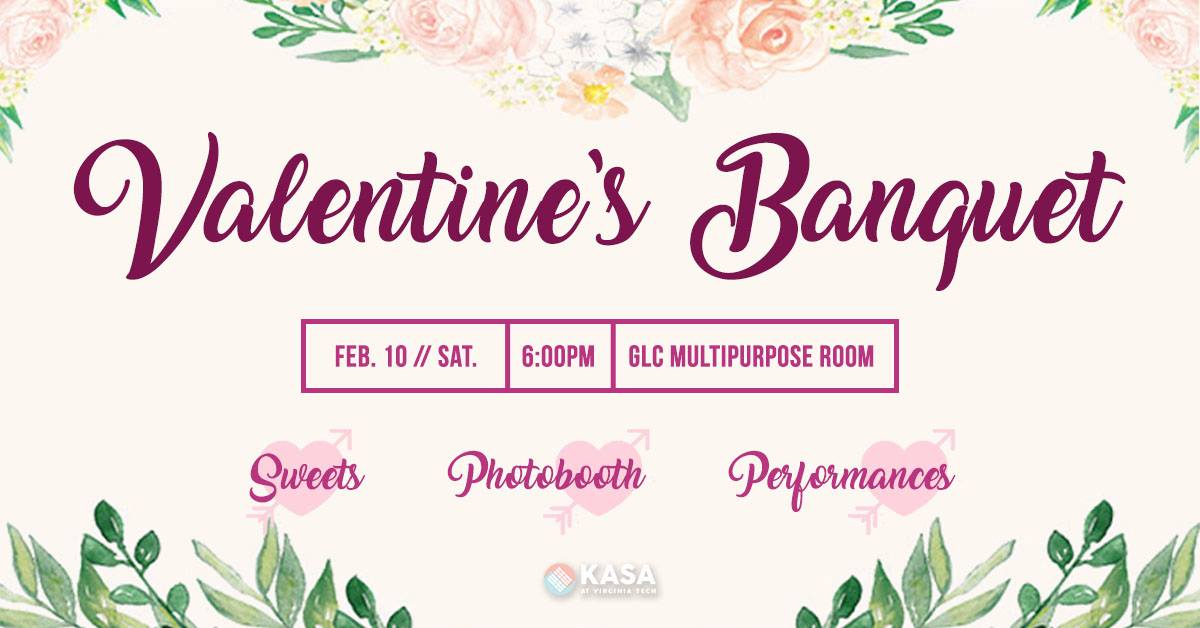 Valentine's Banquet
FEB. 10 // SAT. 6:00PM GLC MULTIPURPOSE ROOM
Sweets Photobooth Performances
KASA
AT VIRGINIA TECH